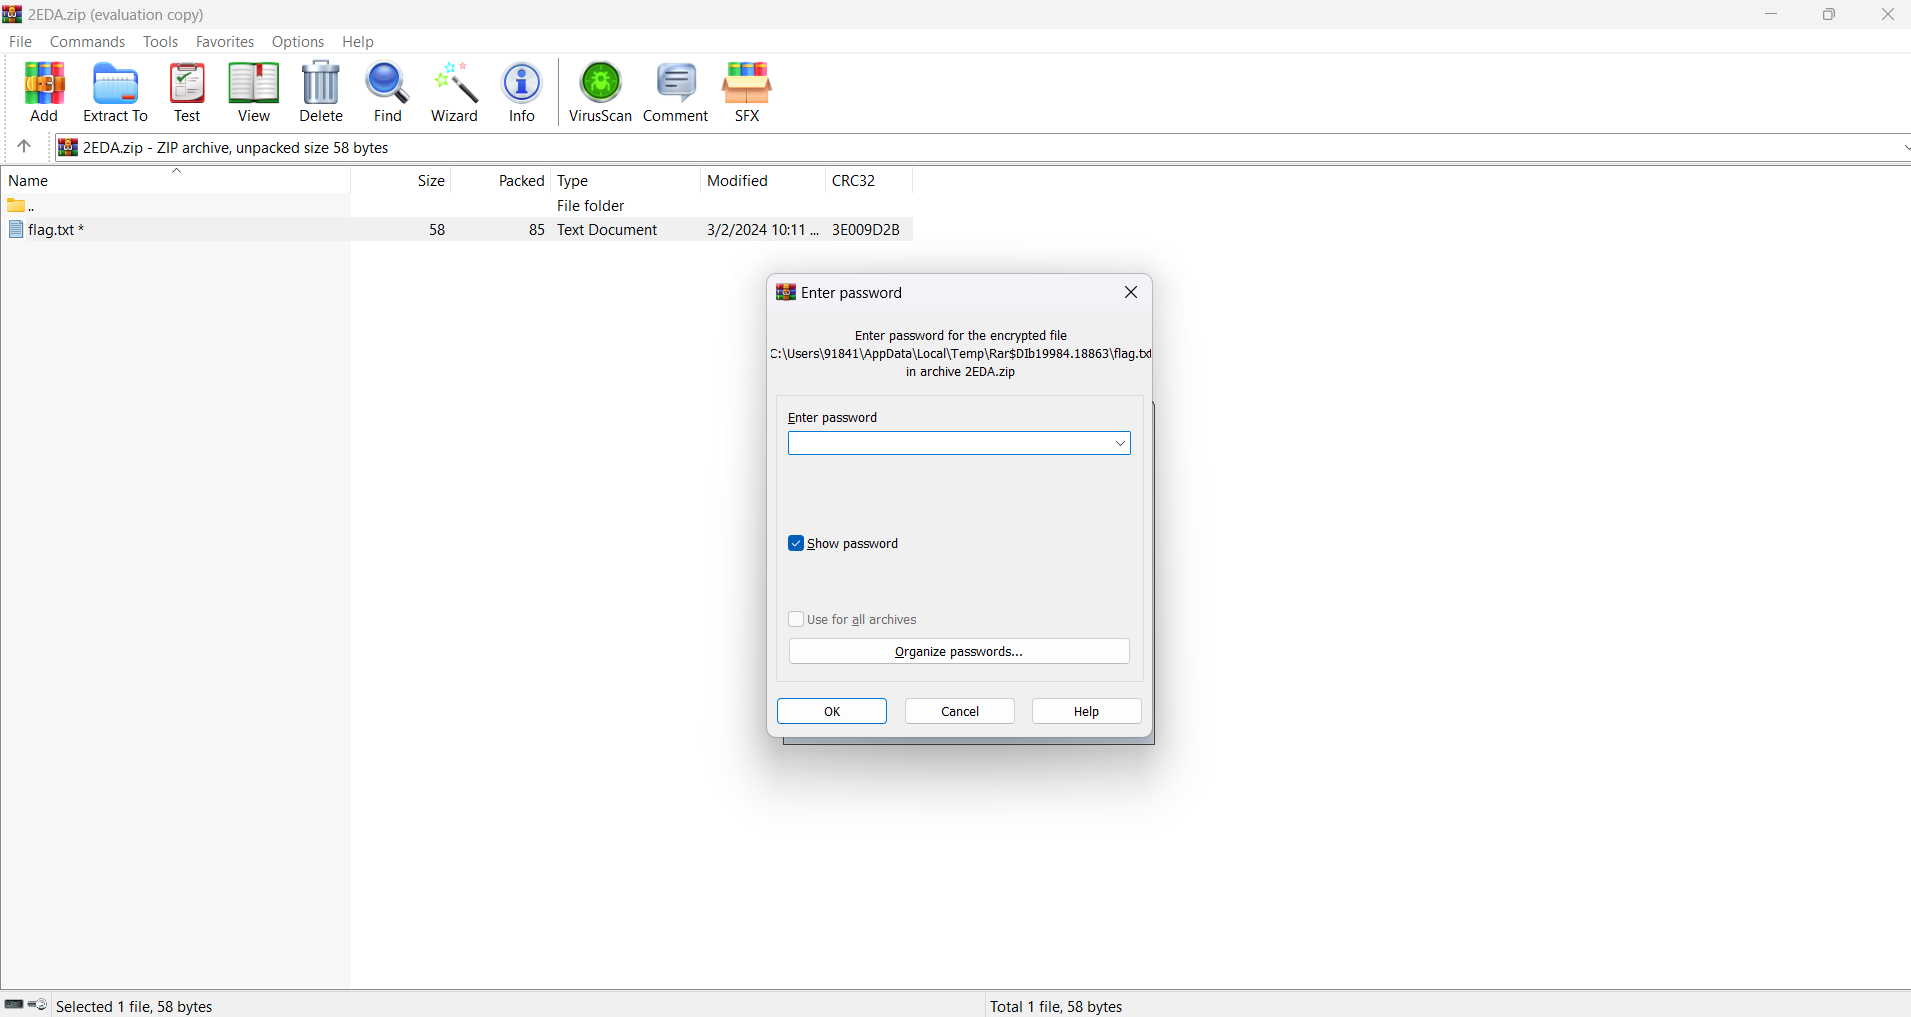 2EDA.zip (evaluation copy)
File Commands Tools Favorites Options Help
Add Extract To Test View Delete Find Wizard Info VirusScan Comment SFX
2EDA.zip - ZIP archive, unpacked size 58 bytes
Name Size Packed Type Modified CRC32
.. File folder
flag.txt * 58 85 Text Document 3/2/2024 10:11 ... 3E009D2B
Enter password
Enter password for the encrypted file
C:\Users\91841\AppData\Local\Temp\Rar$DIb19984.18863\flag.txt
in archive 2EDA.zip
Enter password
Show password
Use for all archives
Organize passwords...
OK Cancel Help
Selected 1 file, 58 bytes Total 1 file, 58 bytes